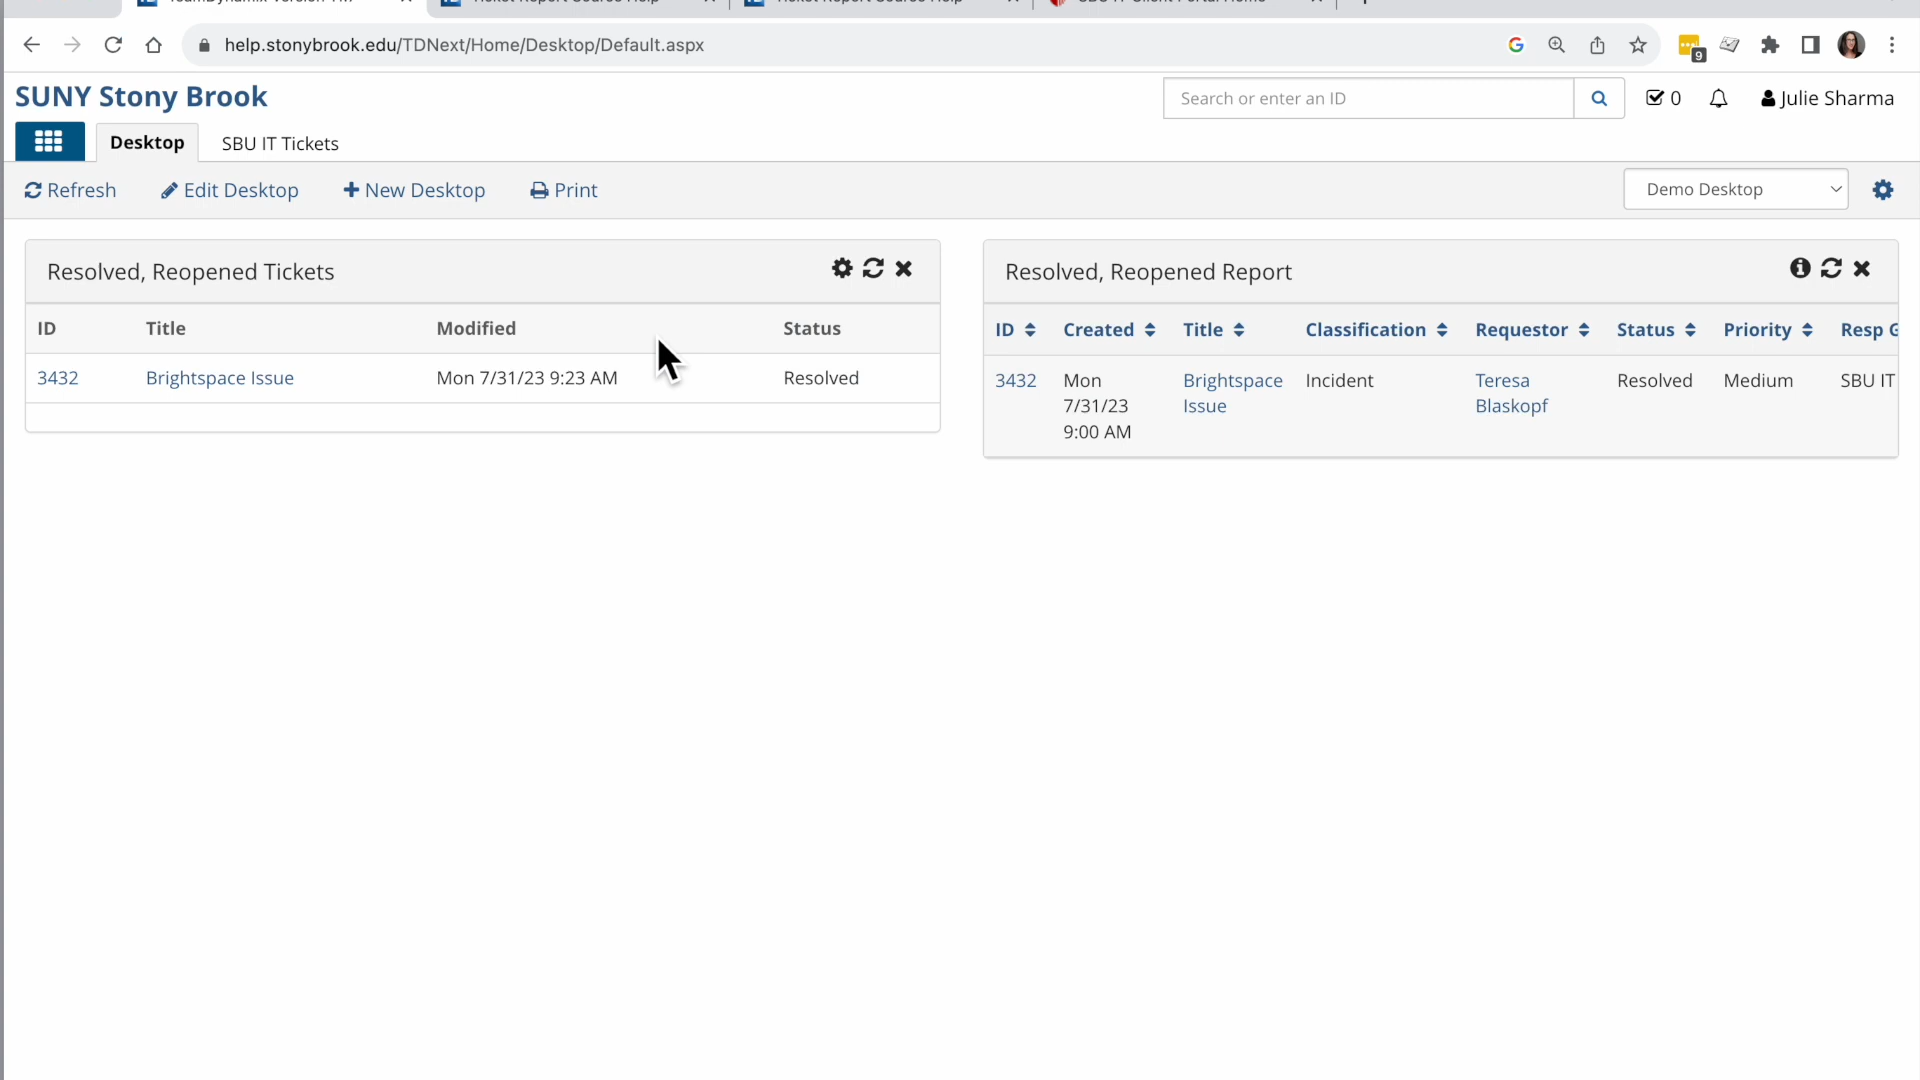 help.stonybrook.edu/TDNext/Home/Desktop/Default.aspx
9
SUNY Stony Brook
Search or enter an ID
0
Julie Sharma
Desktop
SBU IT Tickets
Refresh
Edit Desktop
New Desktop
Print
Demo Desktop
Resolved, Reopened Tickets
ID Title Modified Status
3432 Brightspace Issue Mon 7/31/23 9:23 AM Resolved
Resolved, Reopened Report
ID Created Title Classification Requestor Status Priority Resp
3432 Mon Brightspace Incident Teresa Resolved Medium SBU IT
7/31/23 Issue Blaskopf
9:00 AM